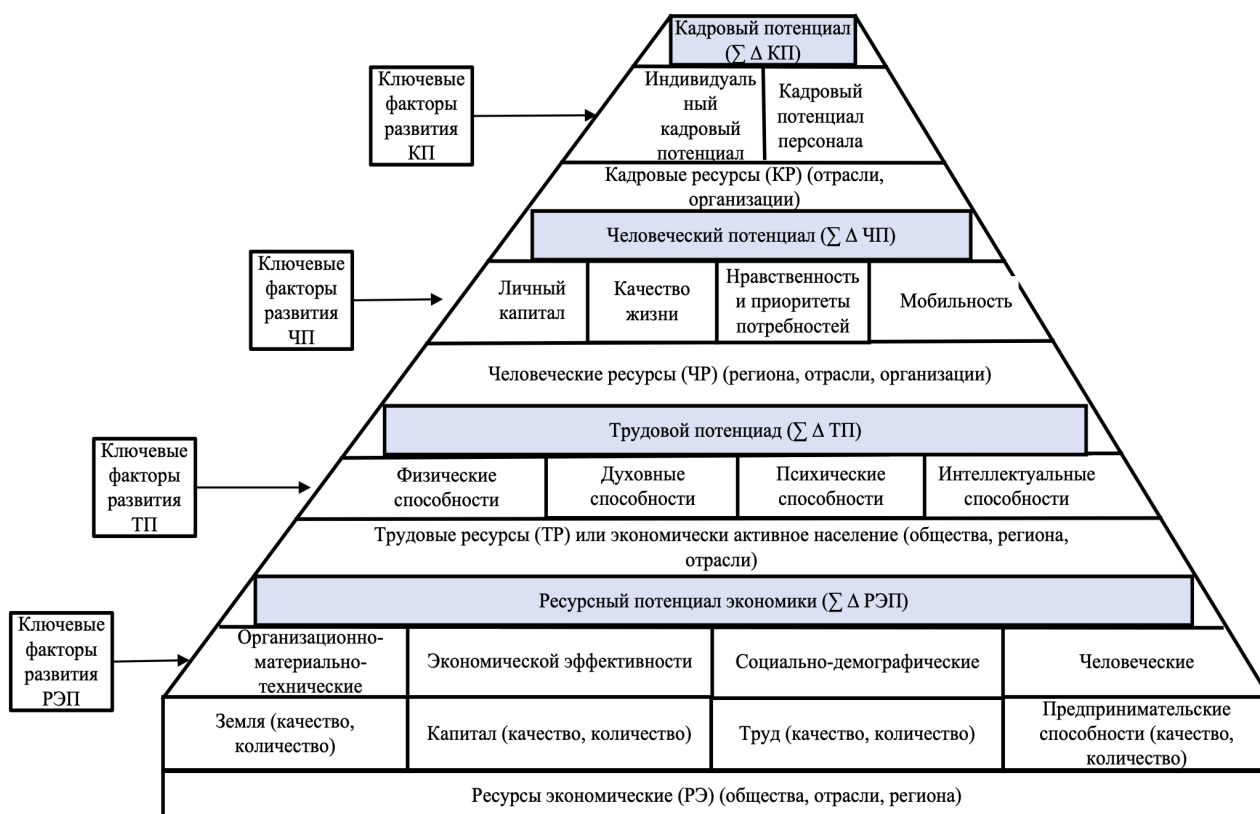 Кадровый потенциал
(∑ Δ КП)
Ключевые
факторы
развития
КП
Индивидуаль
ный
кадровый
потенциал
Кадровый
потенциал
персонала
Кадровые ресурсы (КР) (отрасли,
организации)
Человеческий потенциал (∑ Δ ЧП)
Ключевые
факторы
развития
ЧП
Личный
капитал
Качество
жизни
Нравственность
и приоритеты
потребностей
Мобильность
Человеческие ресурсы (ЧР) (региона, отрасли, организации)
Трудовой потенциад (∑ Δ ТП)
Ключевые
факторы
развития
ТП
Физические
способности
Духовные
способности
Психические
способности
Интеллектуальные
способности
Трудовые ресурсы (ТР) или экономически активное население (общества, региона,
отрасли)
Ресурсный потенциал экономики (∑ Δ РЭП)
Ключевые
факторы
развития
РЭП
Организационно-
материально-
технические
Экономической эффективности
Социально-демографические
Человеческие
Земля (качество,
количество)
Капитал (качество, количество)
Труд (качество, количество)
Предпринимательские
способности (качество,
количество)
Ресурсы экономические (РЭ) (общества, отрасли, региона)